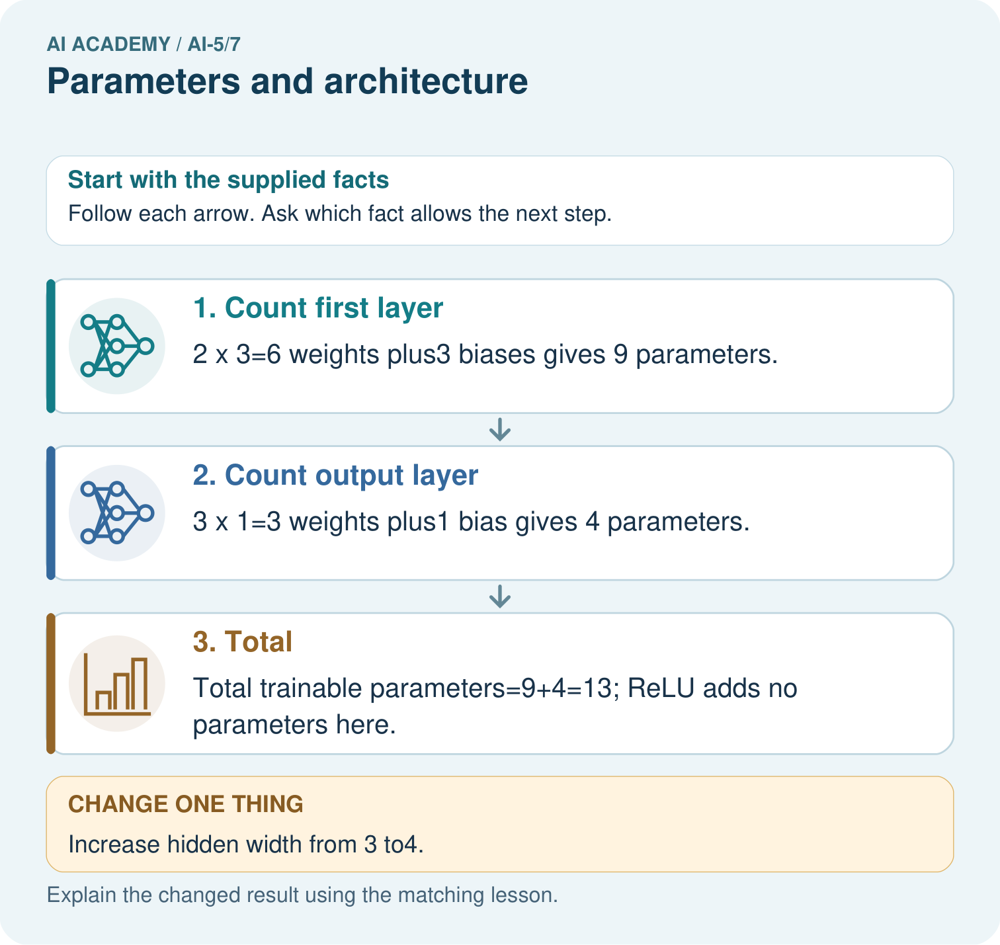 AI ACADEMY / AI-5/7
Parameters and architecture
Start with the supplied facts
Follow each arrow. Ask which fact allows the next step.
1. Count first layer
2 x 3=6 weights plus3 biases gives 9 parameters.
2. Count output layer
3 x 1=3 weights plus1 bias gives 4 parameters.
3. Total
Total trainable parameters=9+4=13; ReLU adds no
parameters here.
CHANGE ONE THING
Increase hidden width from 3 to4.
Explain the changed result using the matching lesson.